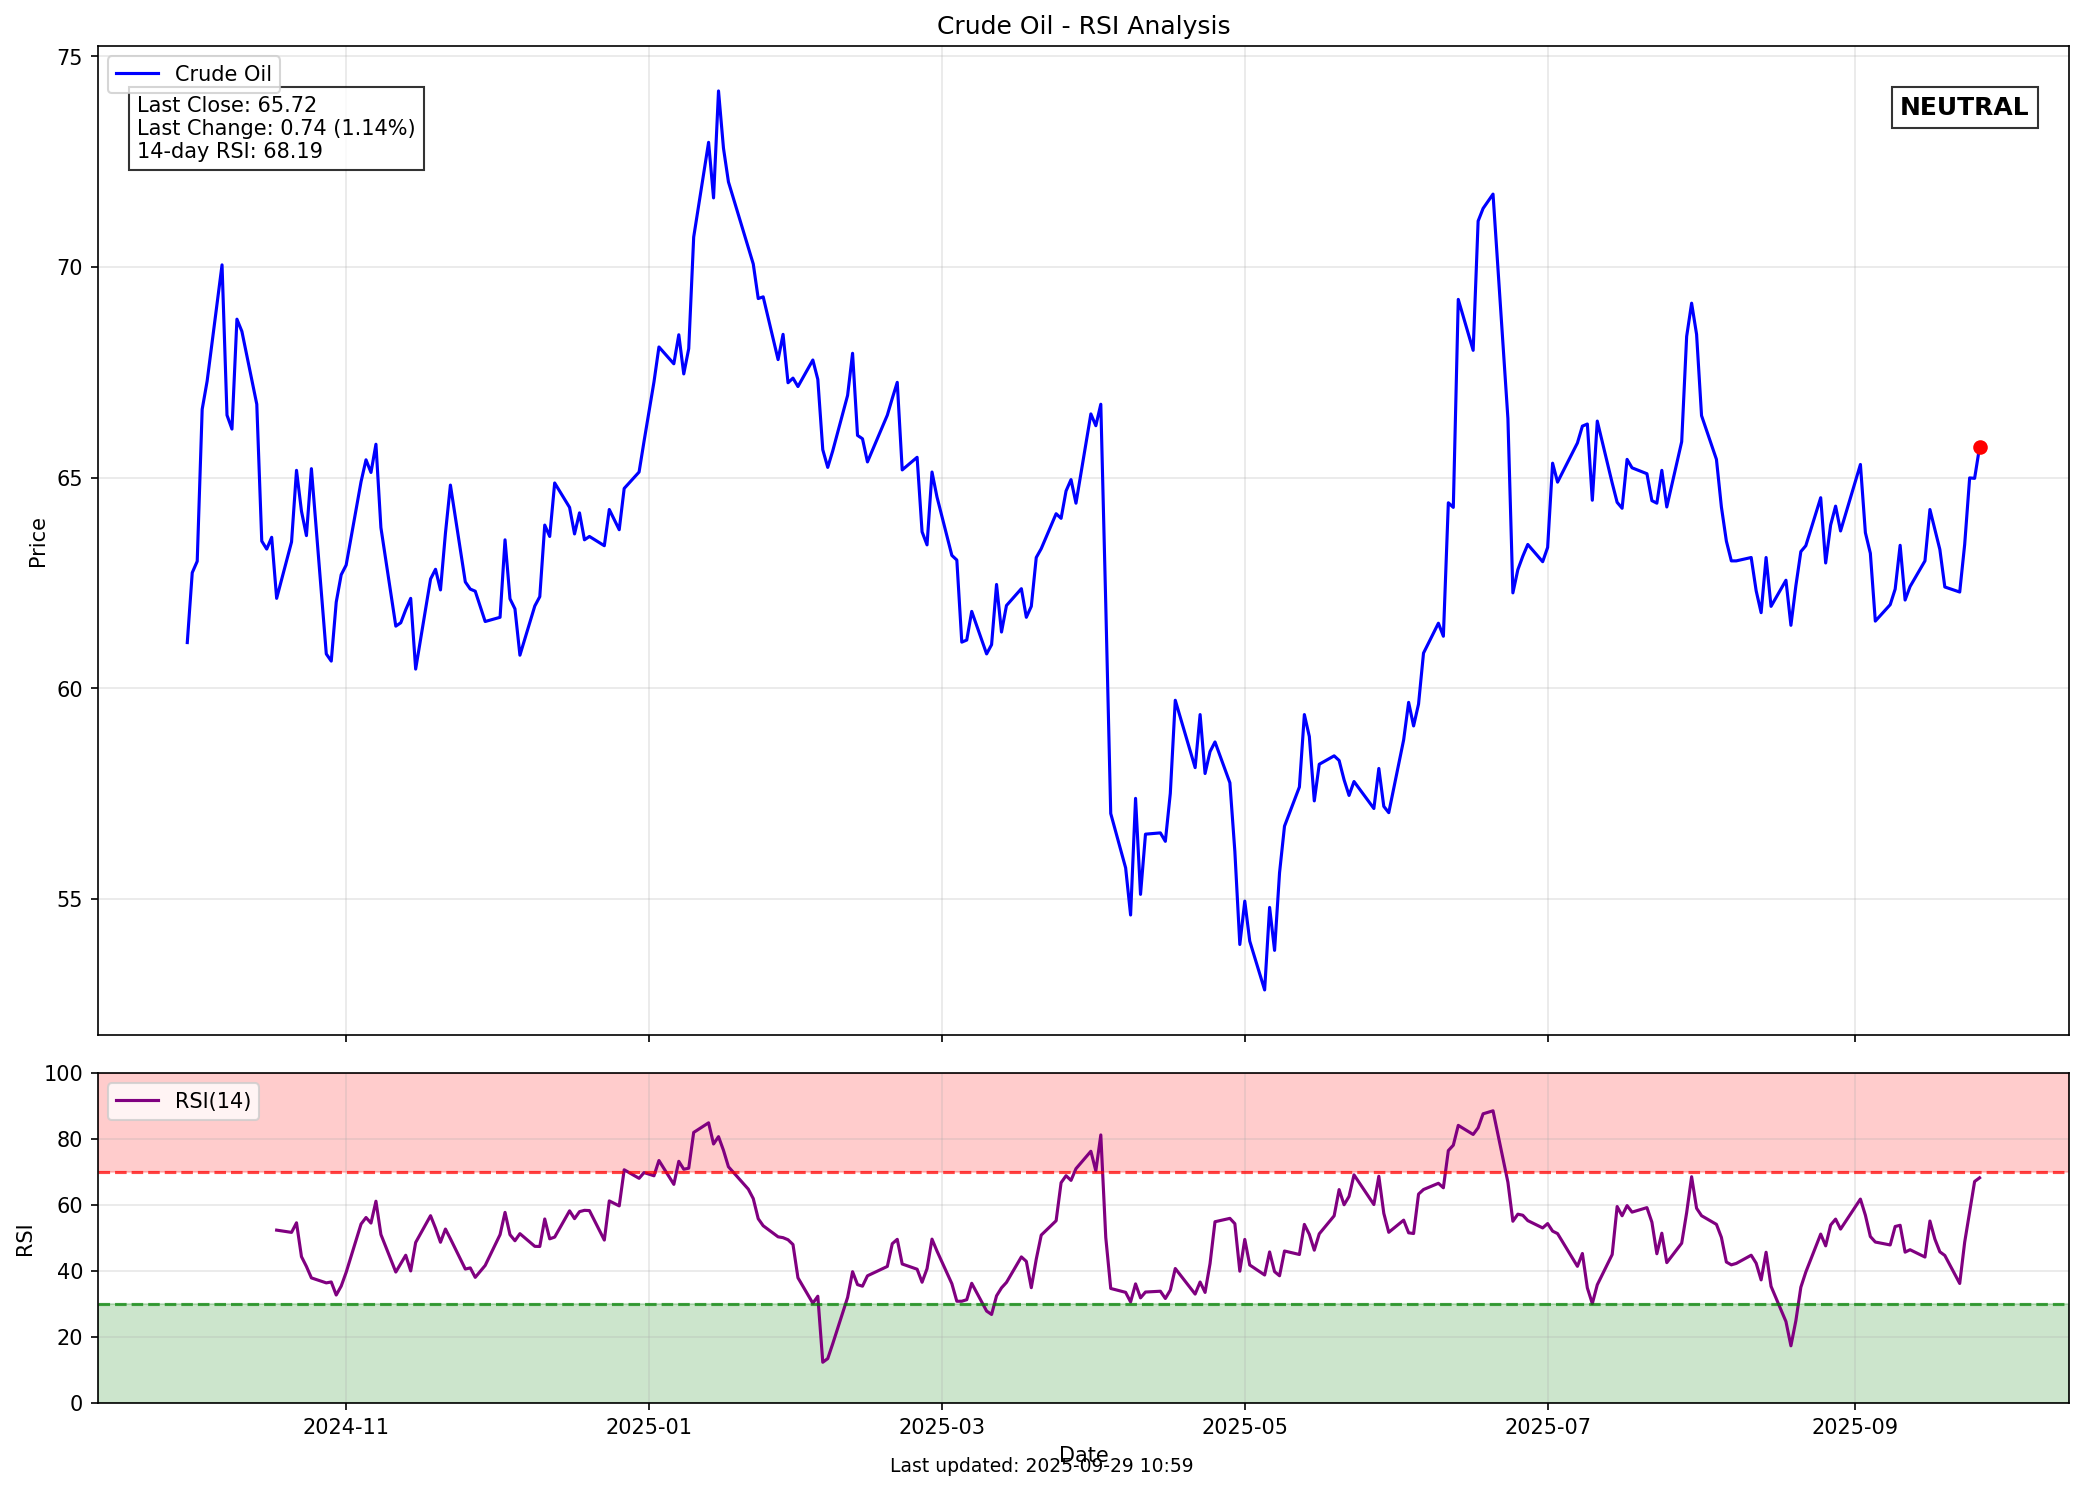 Crude Oil - RSI Analysis
75
Crude Oil
Last Close: 65.72
Last Change: 0.74 (1.14%)
14-day RSI: 68.19
NEUTRAL
70
65
Price
60
55
100
RSI(14)
80
60
RSI
40
20
0
2024-11
2025-01
2025-03
2025-05
2025-07
2025-09
Date
Last updated: 2025-09-29 10:59